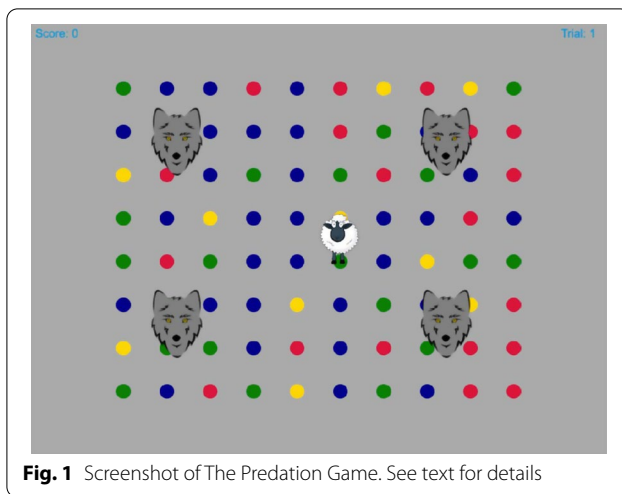 Score: 0
Trial: 1
Fig. 1 Screenshot of The Predation Game. See text for details